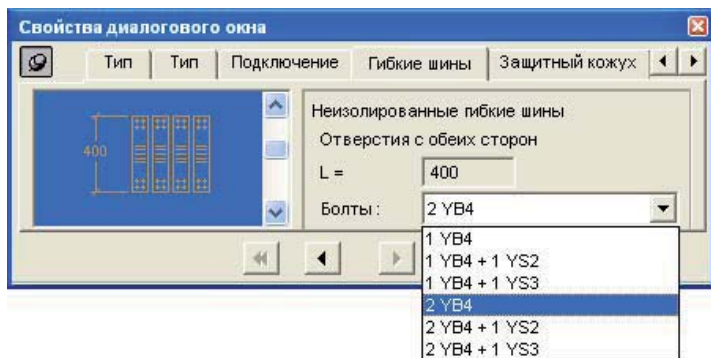 Свойства диалогового окна
Тип Тип Подключение Гибкие шины Защитный кожух
400
Неизолированные гибкие шины
Отверстия с обеих сторон
L = 400
Болты : 2 YB4
1 YB4
1 YB4 + 1 YS2
1 YB4 + 1 YS3
2 YB4
2 YB4 + 1 YS2
2 YB4 + 1 YS3